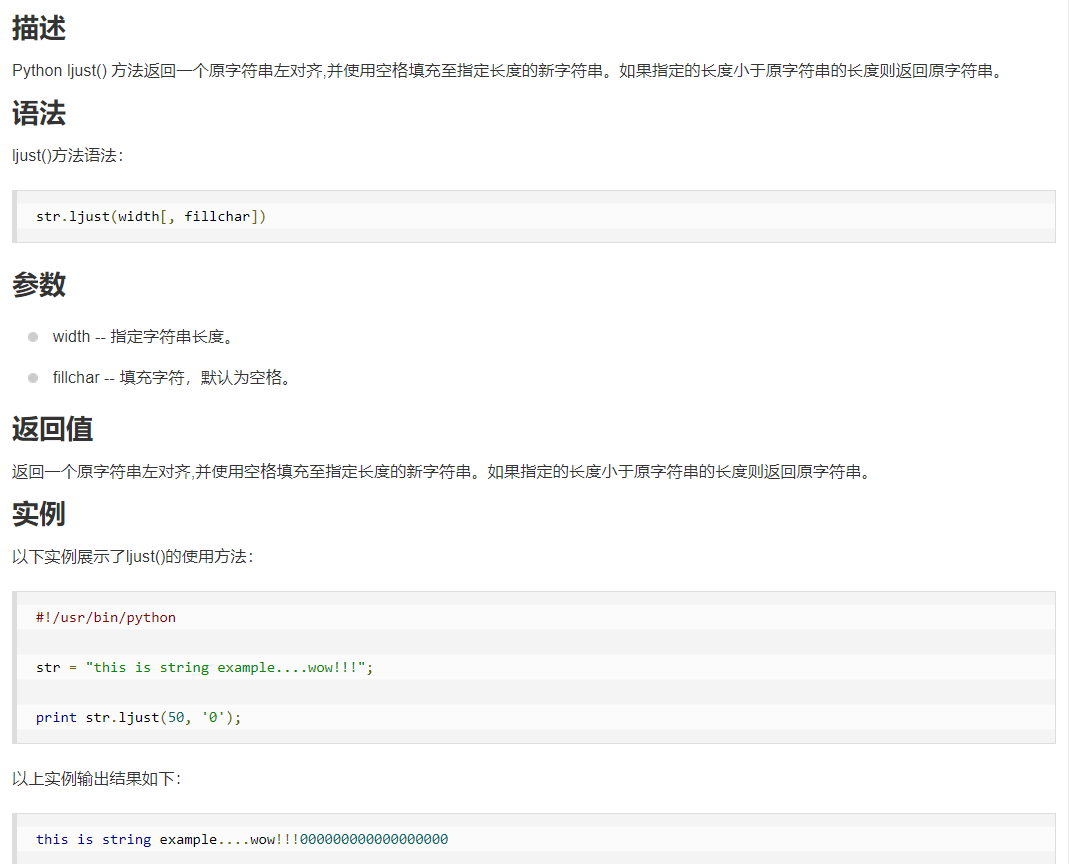 描述
Python ljust() 方法返回一个原字符串左对齐,并使用空格填充至指定长度的新字符串。如果指定的长度小于原字符串的长度则返回原字符串。
语法
ljust()方法语法：
str.ljust(width[, fillchar])
参数
width -- 指定字符串长度。
fillchar -- 填充字符，默认为空格。
返回值
返回一个原字符串左对齐,并使用空格填充至指定长度的新字符串。如果指定的长度小于原字符串的长度则返回原字符串。
实例
以下实例展示了ljust()的使用方法：
#!/usr/bin/python
str = "this is string example....wow!!!";
print str.ljust(50, '0');
以上实例输出结果如下：
this is string example....wow!!!000000000000000000